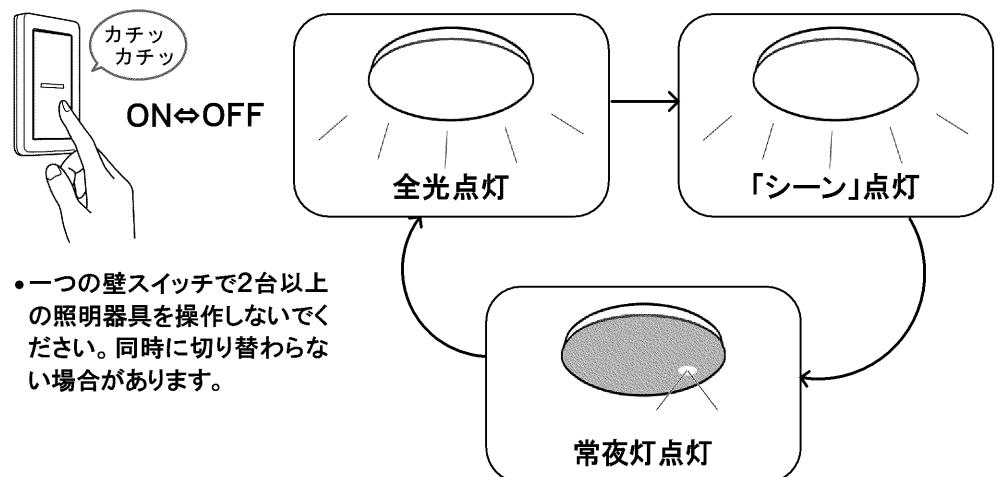 カチッ
カチッ
ON⇔OFF
全光点灯
「シーン」点灯
常夜灯点灯
•一つの壁スイッチで2台以上
の照明器具を操作しないでく
ださい。同時に切り替わらな
い場合があります。